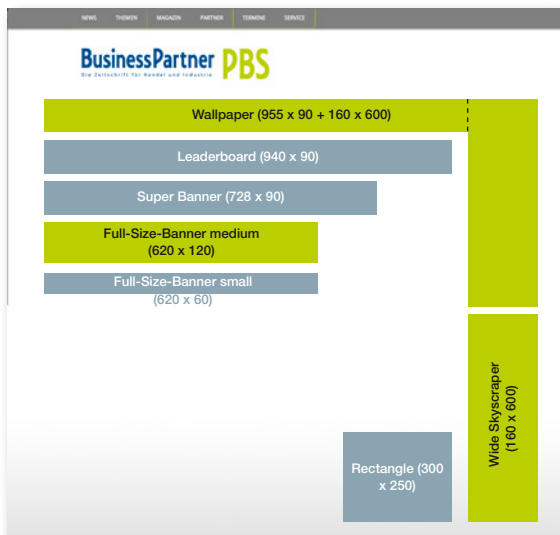 NEWS THEMEN MAGAZIN PARTNER TERMINE SERVICE
BusinessPartner PBS
Die Zeitschrift für Handel und Industrie
Wallpaper (955 x 90 + 160 x 600)
Leaderboard (940 x 90)
Super Banner (728 x 90)
Full-Size-Banner medium
(620 x 120)
Full-Size-Banner small
(620 x 60)
Wide Skyscraper
(160 x 600)
Rectangle (300
x 250)